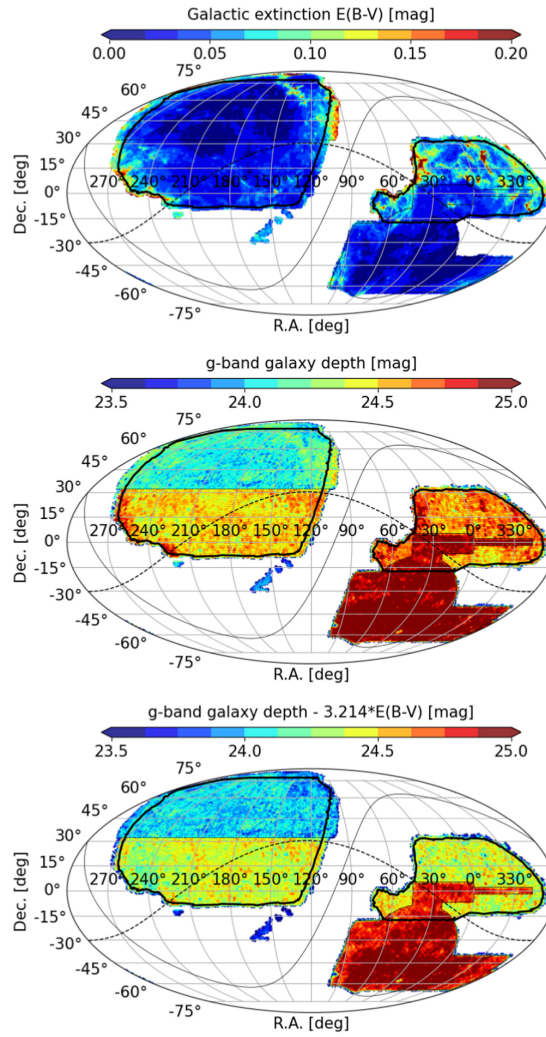 Galactic extinction E(B-V) [mag]
0.00 0.05 0.10 0.15 0.20
75°
60°
45°
30°
15°
0°
-15°
-30°
-45°
-60°
-75°
270° 240° 210° 180° 150° 120° 90° 60° 30° 0° 330°
Dec. [deg]
R.A. [deg]
g-band galaxy depth [mag]
23.5 24.0 24.5 25.0
75°
60°
45°
30°
15°
0°
-15°
-30°
-45°
-60°
-75°
270° 240° 210° 180° 150° 120° 90° 60° 30° 0° 330°
Dec. [deg]
R.A. [deg]
g-band galaxy depth - 3.214*E(B-V) [mag]
23.5 24.0 24.5 25.0
75°
60°
45°
30°
15°
0°
-15°
-30°
-45°
-60°
-75°
270° 240° 210° 180° 150° 120° 90° 60° 30° 0° 330°
Dec. [deg]
R.A. [deg]